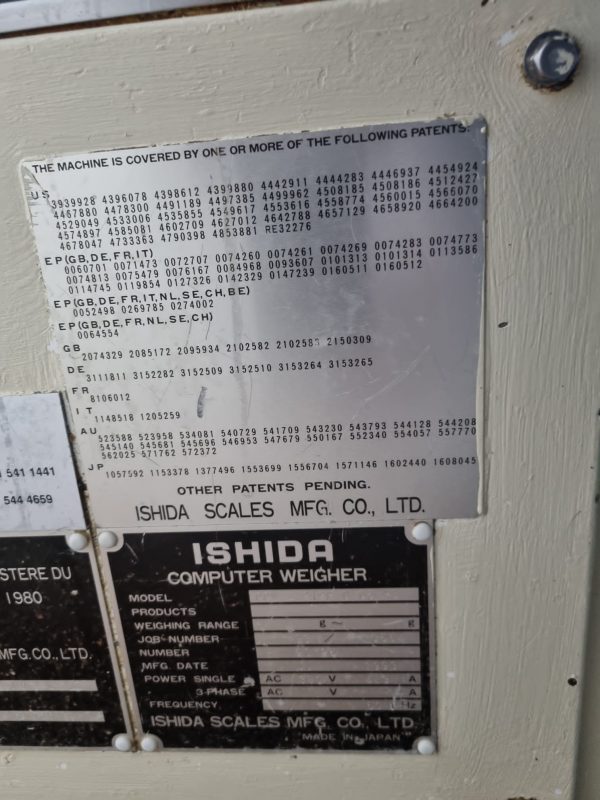 THE MACHINE IS COVERED BY ONE OR MORE OF THE FOLLOWING PATENTS.
US
3939928 4396078 4398612 4399880 4442911 4444283 4446937 4454924
4467880 4478300 4491189 4497385 4499962 4508185 4508186 4512427
4529049 4533006 4535855 4549617 4553616 4558774 4560015 4566070
4574897 4585081 4602709 4627012 4642788 4657129 4658920 4664200
4678047 4733363 4790398 4853881 RE32276
EP(GB,DE,FR,IT)
0060701 0071473 0072707 0074260 0074261 0074269 0074283 0074773
0074813 0075479 0076167 0084968 0093607 0101313 0101314 0113586
0114745 0119854 0127326 0142329 0147239 0160511 0160512
EP(GB,DE,FR,IT,NL,SE,CH,BE)
0052498 0269785 0274002
EP(GB,DE,FR,NL,SE,CH)
0064554
GB
2074329 2085172 2095934 2102582 2102583 2150309
DE
3111811 3152282 3152509 3152510 3153264 3153265
FR
8106012
IT
1148518 1205259
AU
523588 523958 534081 540729 541709 543230 543793 544128 544208
545140 545681 545696 546953 547679 550167 552340 554057 557770
562025 571762 572372
JP
1057592 1153378 1377496 1553699 1556704 1571146 1602440 1608045
OTHER PATENTS PENDING.
ISHIDA SCALES MFG. CO., LTD.
541 1441
544 4659
STERE DU
1980
MFG.CO., LTD.
ISHIDA
COMPUTER WEIGHER
MODEL
PRODUCTS
WEIGHING RANGE g~ g
JOB NUMBER
NUMBER
MFG. DATE
POWER SINGLE AC V A
3-PHASE AC V A
FREQUENCY Hz
ISHIDA SCALES MFG. CO., LTD.
MADE IN JAPAN